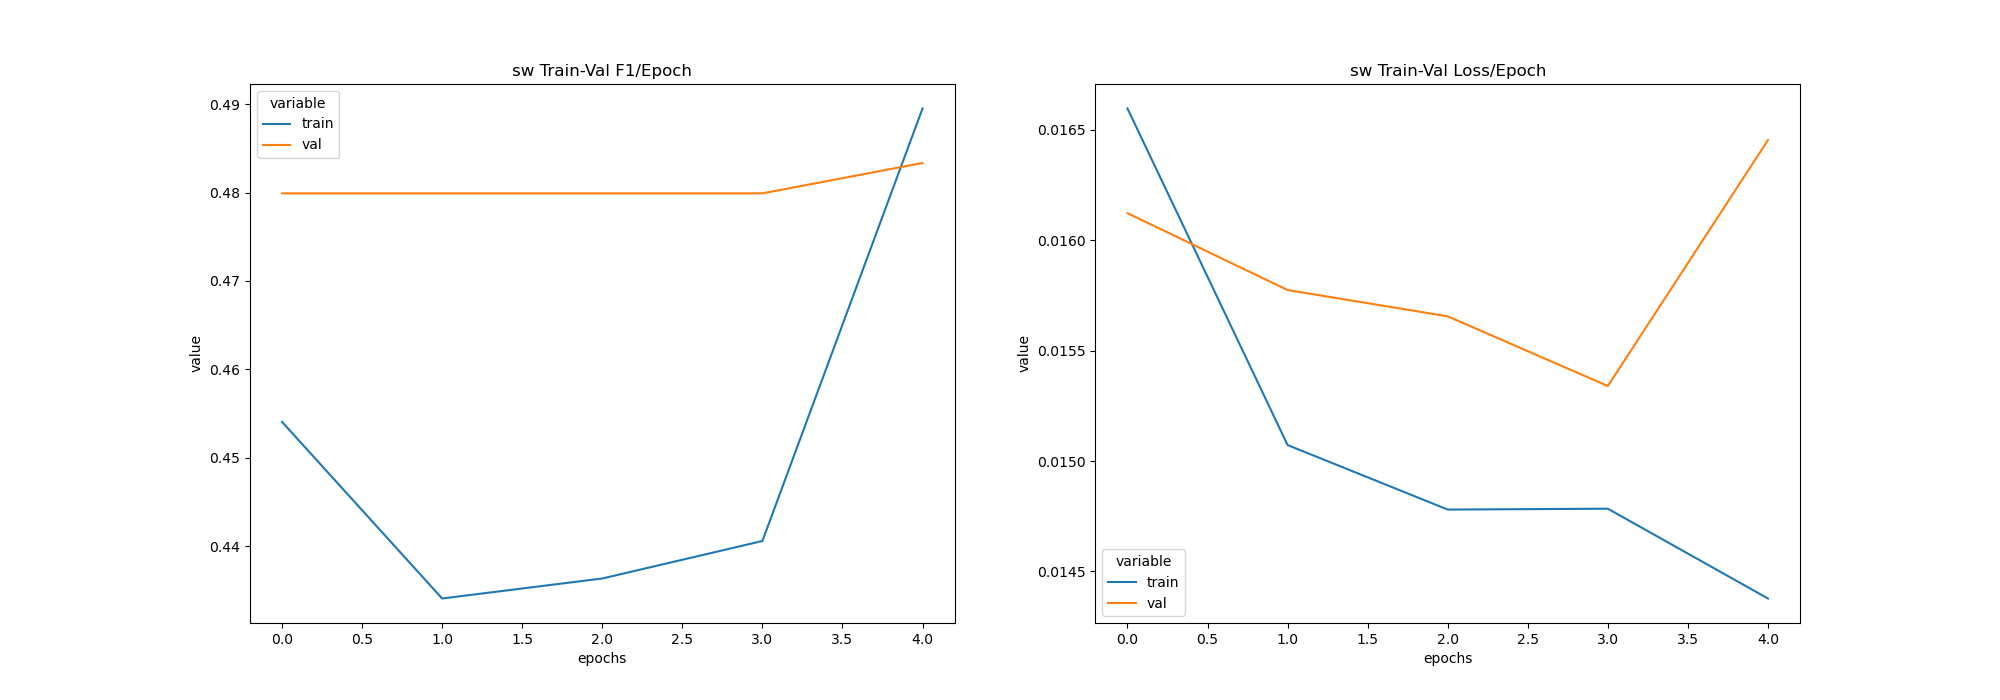 sw Train-Val F1/Epoch
variable
train
val
0.49
0.48
0.47
0.46
0.45
0.44
value
0.0 0.5 1.0 1.5 2.0 2.5 3.0 3.5 4.0
epochs
sw Train-Val Loss/Epoch
0.0165
0.0160
0.0155
0.0150
0.0145
value
variable
train
val
0.0 0.5 1.0 1.5 2.0 2.5 3.0 3.5 4.0
epochs